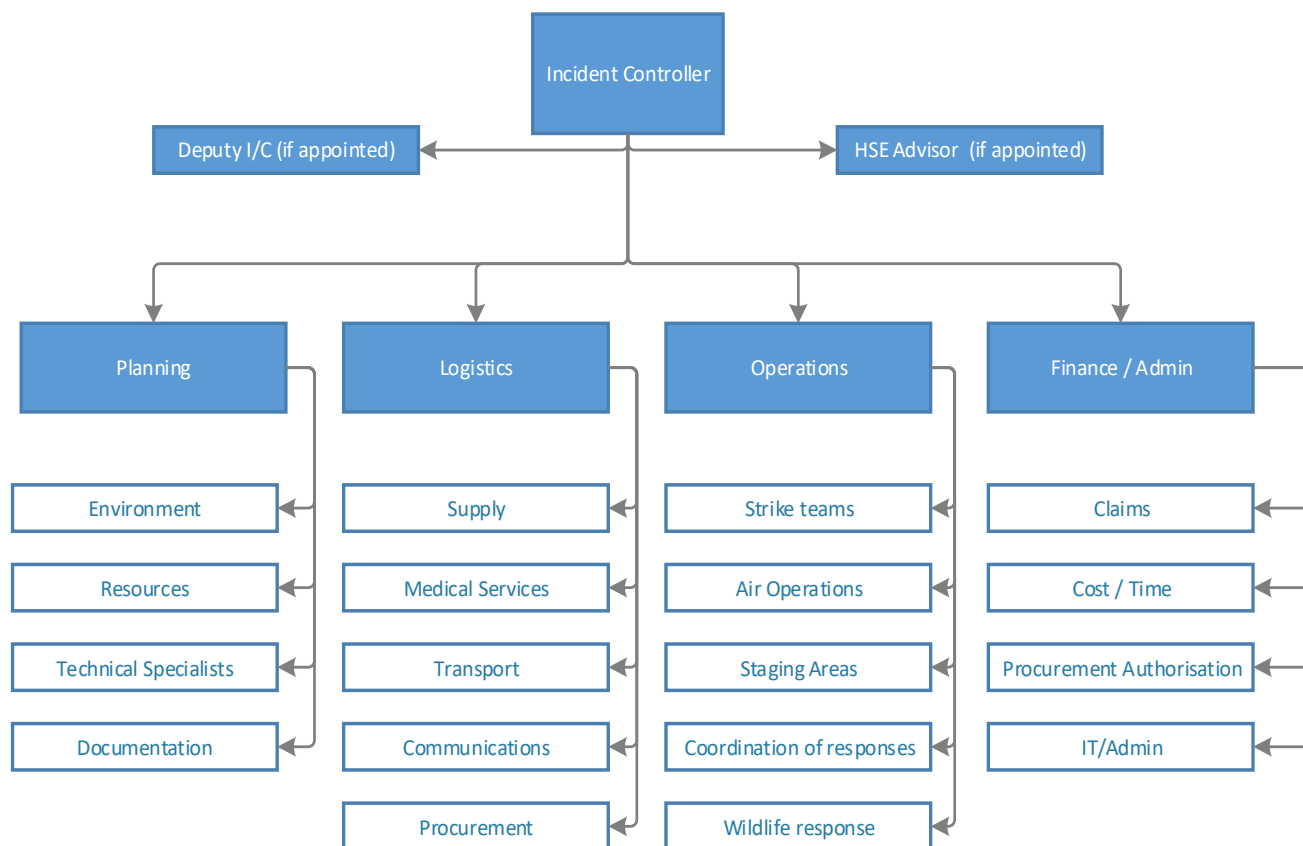 Incident Controller
Deputy I/C (if appointed)
HSE Advisor (if appointed)
Planning
Logistics
Operations
Finance / Admin
Environment
Supply
Strike teams
Claims
Resources
Medical Services
Air Operations
Cost / Time
Technical Specialists
Transport
Staging Areas
Procurement Authorisation
Documentation
Communications
Coordination of responses
IT/Admin
Procurement
Wildlife response